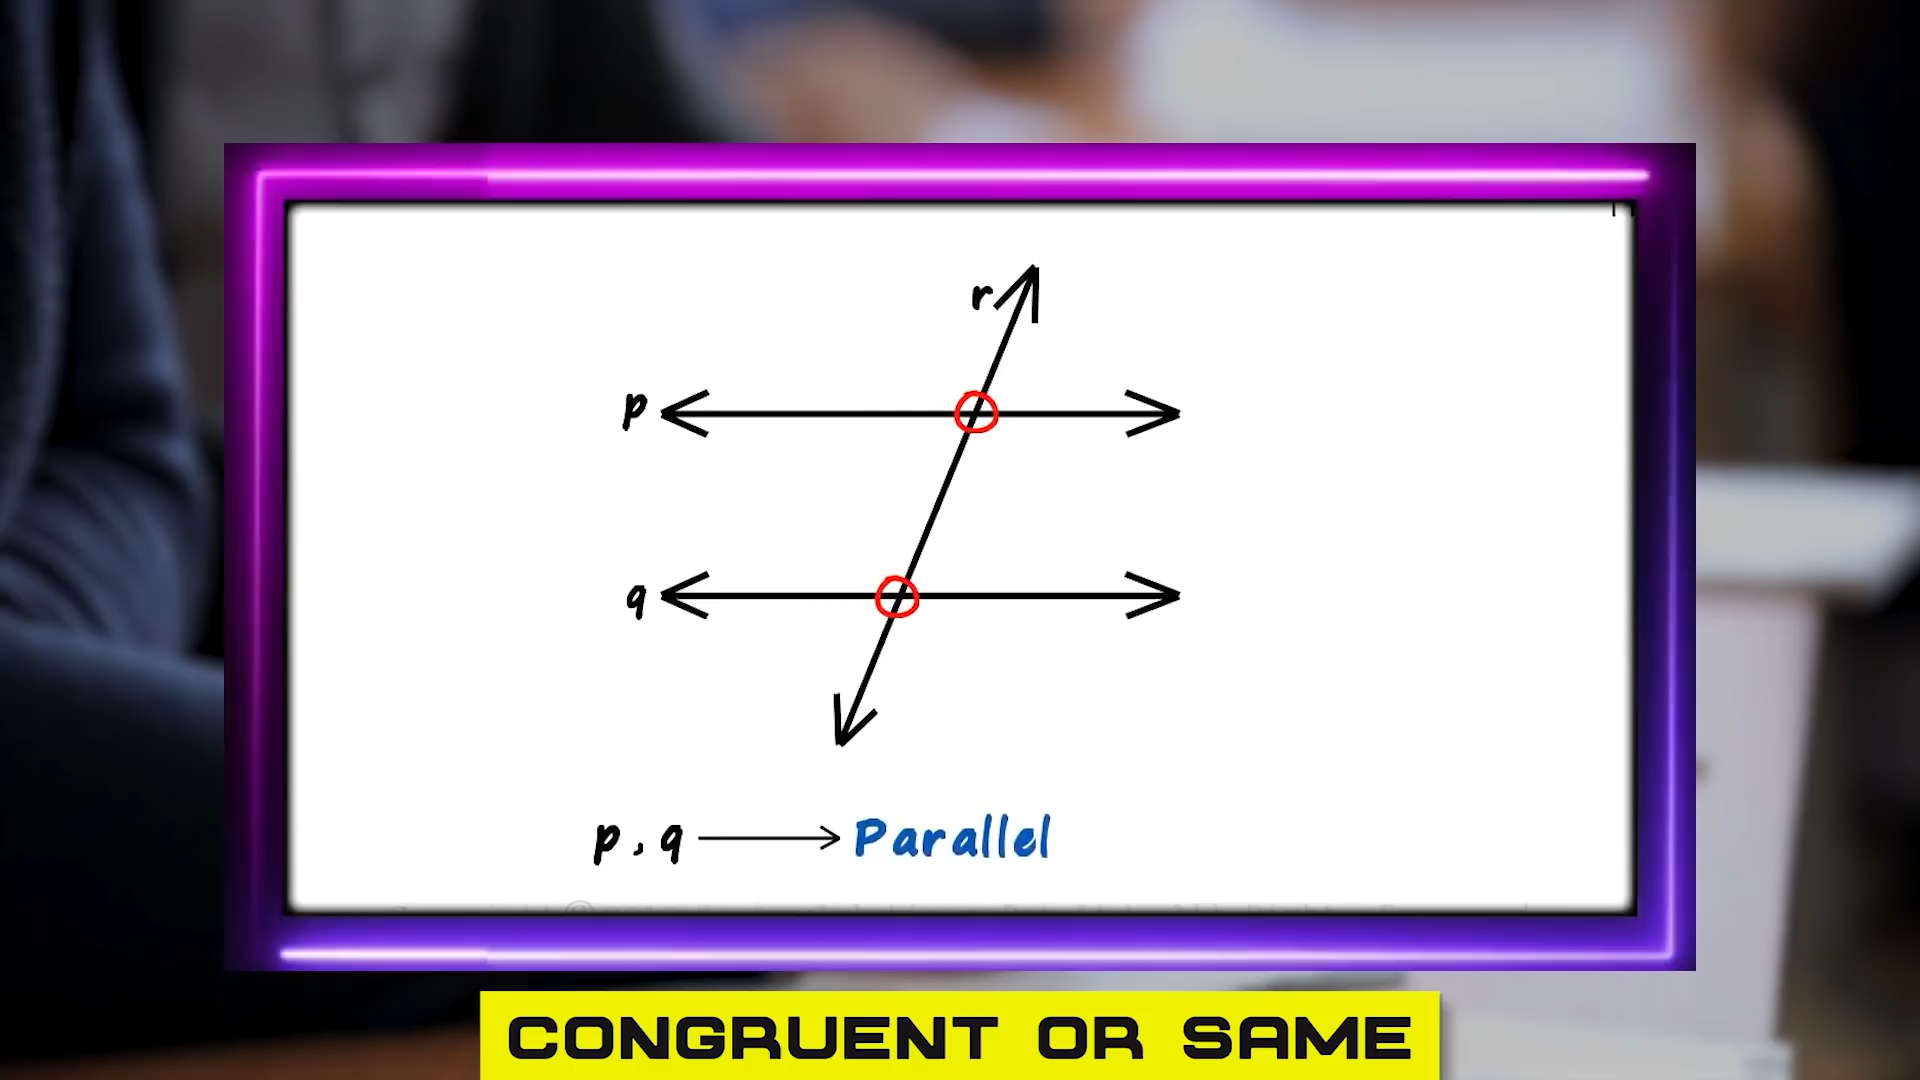 r
p
q
p, q → Parallel
CONGRUENT OR SAME